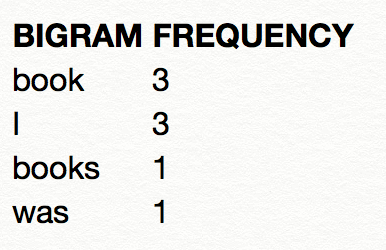 BIGRAM FREQUENCY
book 3
I 3
books 1
was 1